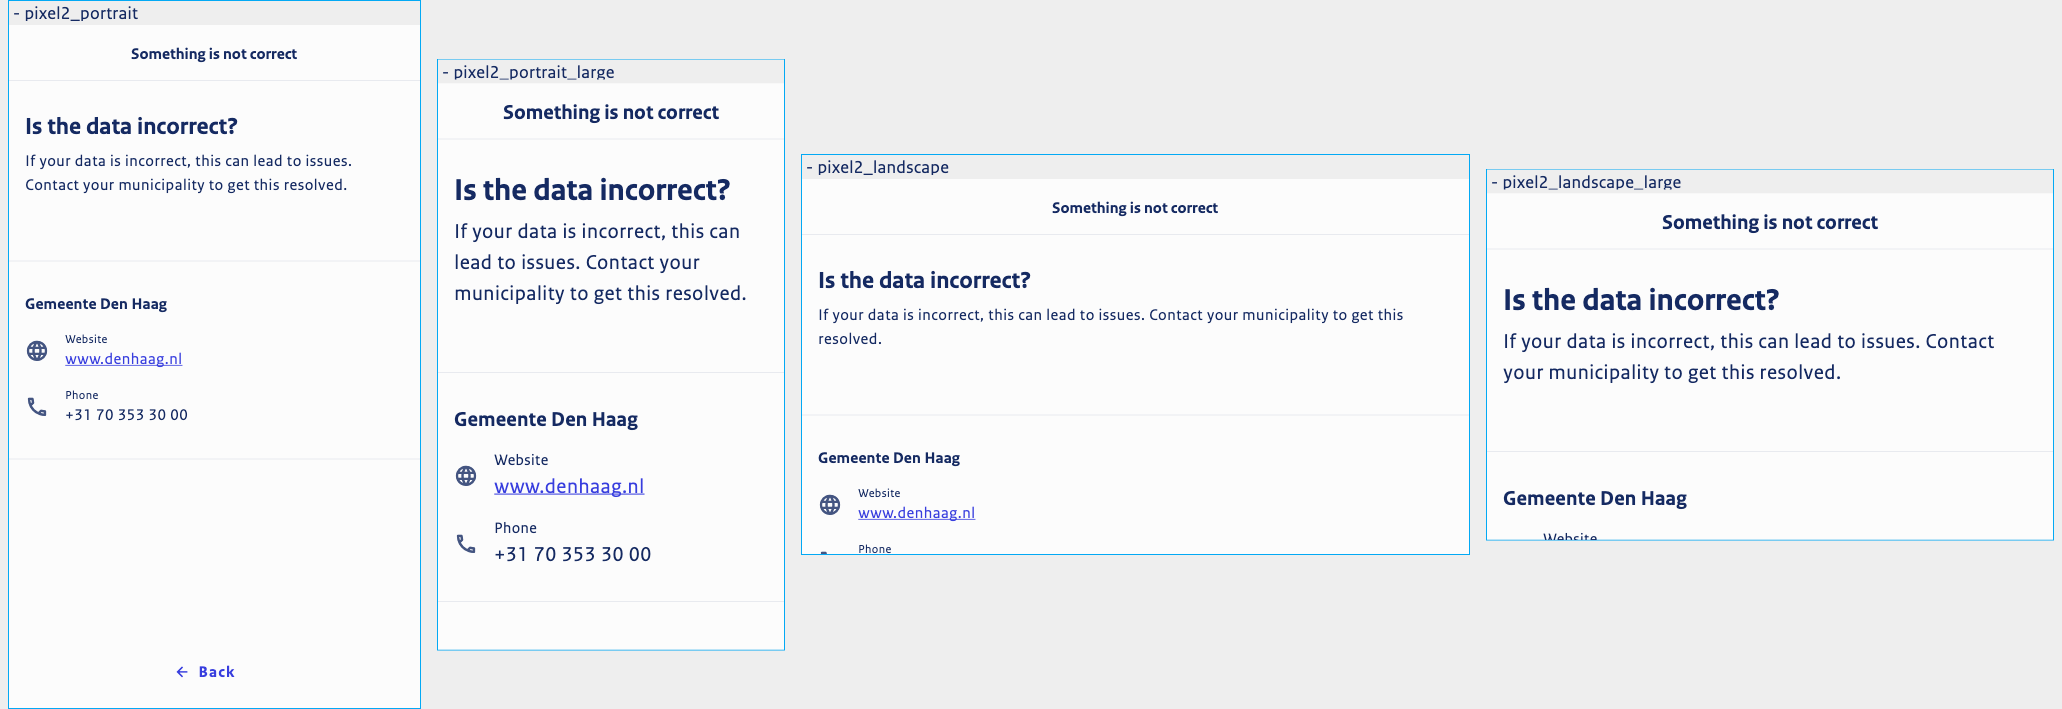 - pixel2_portrait
Something is not correct
Is the data incorrect?
If your data is incorrect, this can lead to issues.
Contact your municipality to get this resolved.
Gemeente Den Haag
Website
www.denhaag.nl
Phone
+31 70 353 30 00
Back
- pixel2_portrait_large
Something is not correct
Is the data incorrect?
If your data is incorrect, this can
lead to issues. Contact your
municipality to get this resolved.
Gemeente Den Haag
Website
www.denhaag.nl
Phone
+31 70 353 30 00
- pixel2_landscape
Something is not correct
Is the data incorrect?
If your data is incorrect, this can lead to issues. Contact your municipality to get this
resolved.
Gemeente Den Haag
Website
www.denhaag.nl
Phone
- pixel2_landscape_large
Something is not correct
Is the data incorrect?
If your data is incorrect, this can lead to issues. Contact
your municipality to get this resolved.
Gemeente Den Haag
Website